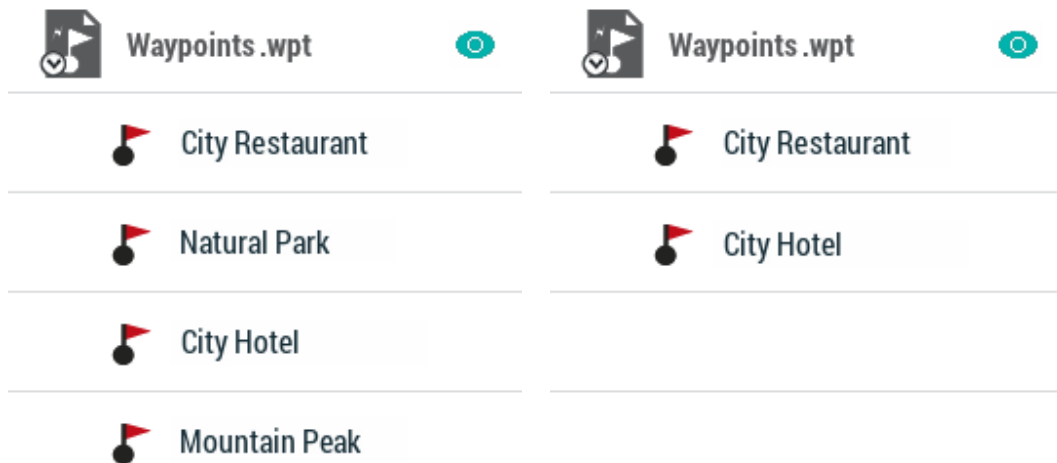 Waypoints.wpt
City Restaurant
Natural Park
City Hotel
Mountain Peak
Waypoints.wpt
City Restaurant
City Hotel